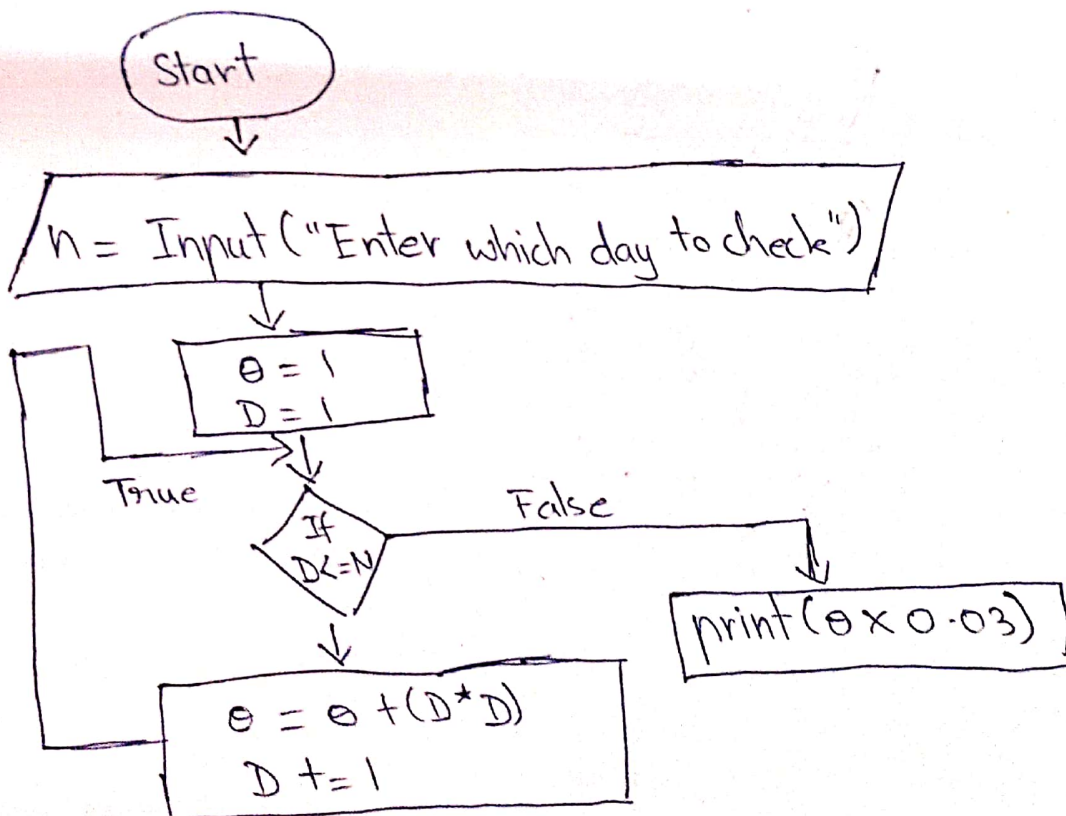 Start
n = Input ("Enter which day to check")
θ = 1
D = 1
True
False
If
D<=N
print(θ × 0.03)
θ = θ + (D*D)
D += 1